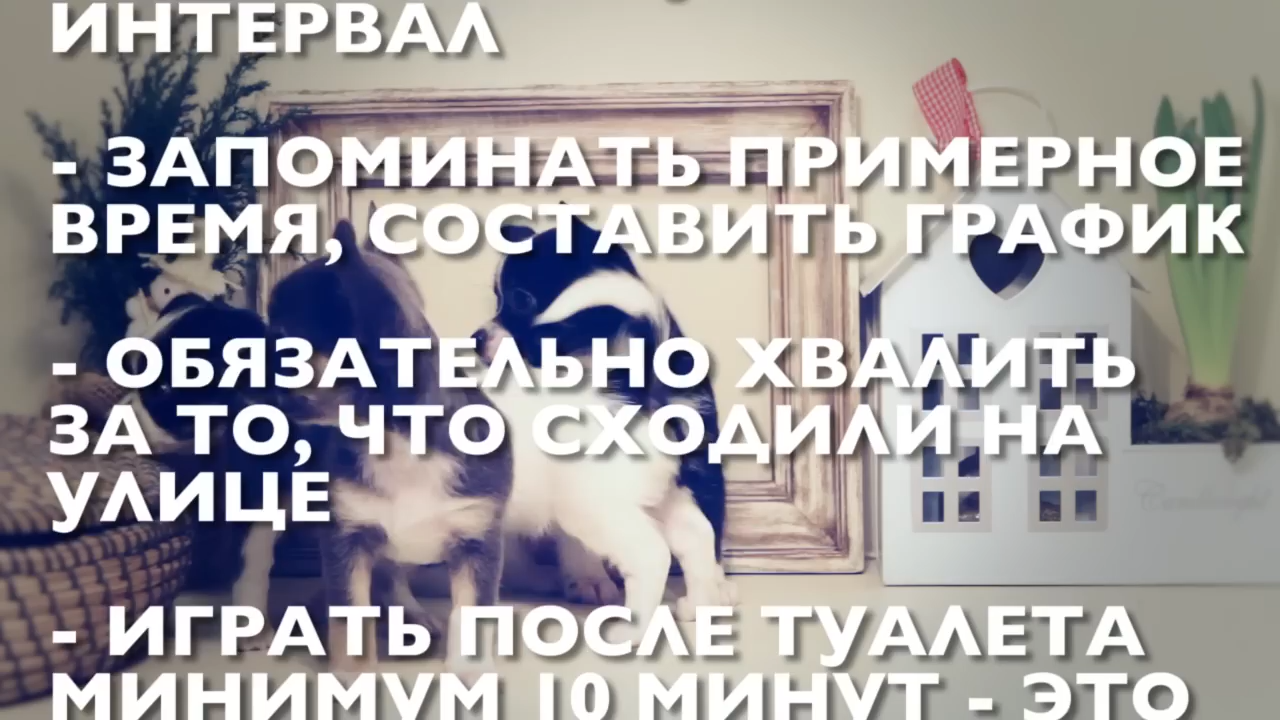 ИНТЕРВАЛ
- ЗАПОМИНАТЬ ПРИМЕРНОЕ
ВРЕМЯ, СОСТАВИТЬ ГРАФИК
- ОБЯЗАТЕЛЬНО ХВАЛИТЬ
ЗА ТО, ЧТО СХОДИЛИ НА
УЛИЦЕ
- ИГРАТЬ ПОСЛЕ ТУАЛЕТА
МИНИМУМ 10 МИНУТ - ЭТО